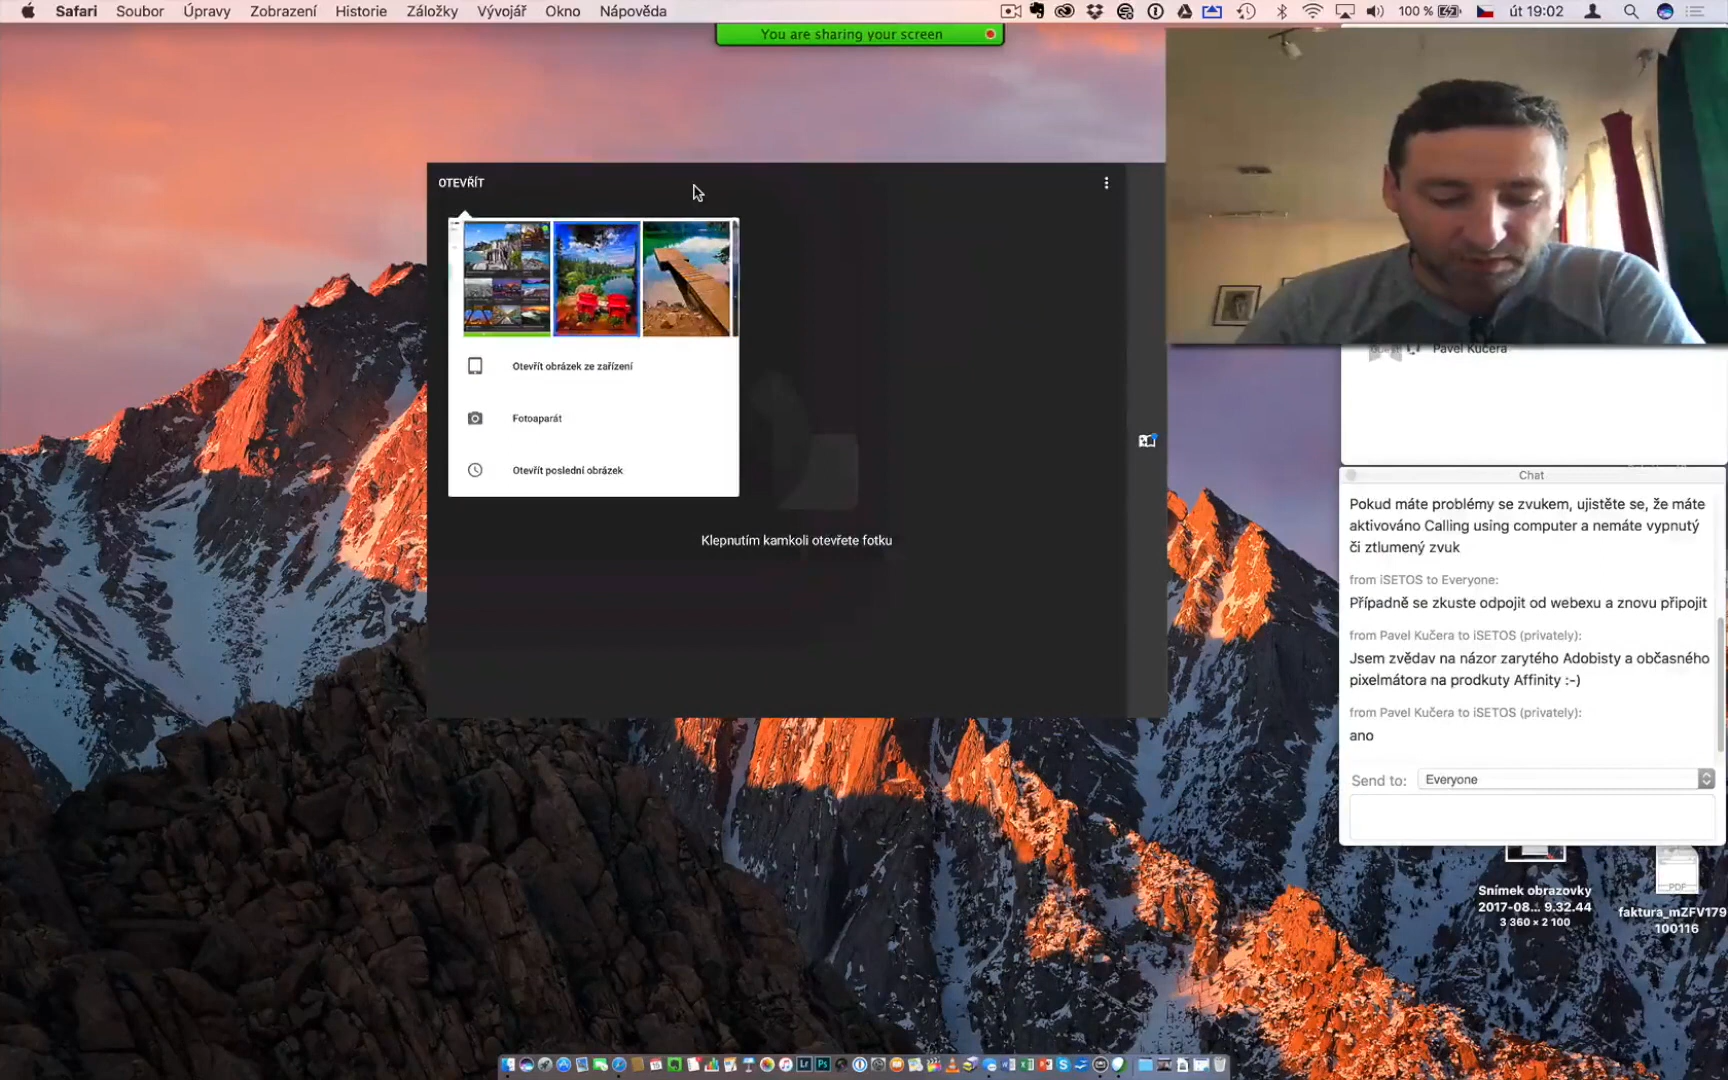 Safari Soubor Úpravy Zobrazení Historie Záložky Vývojář Okno Nápověda
100 % út 19:02
You are sharing your screen
OTEVŘÍT
Otevřít obrázek ze zařízení
Fotoaparát
Otevřít poslední obrázek
Klepnutím kamkoli otevřete fotku
Pavel Kučera
Chat
Pokud máte problémy se zvukem, ujistěte se, že máte
aktivováno Calling using computer a nemáte vypnutý
či ztlumený zvuk
from iSETOS to Everyone:
Případně se zkuste odpojit od webexu a znovu připojit
from Pavel Kučera to iSETOS (privately):
Jsem zvědav na názor zarytého Adobisty a občasného
pixelmátora na prodkuty Affinity :-)
from Pavel Kučera to iSETOS (privately):
ano
Send to: Everyone
Snímek obrazovky
2017-08... 9.32.44
3 360 × 2 100
PDF
faktura_mZFV179
100116
Lr
Ps